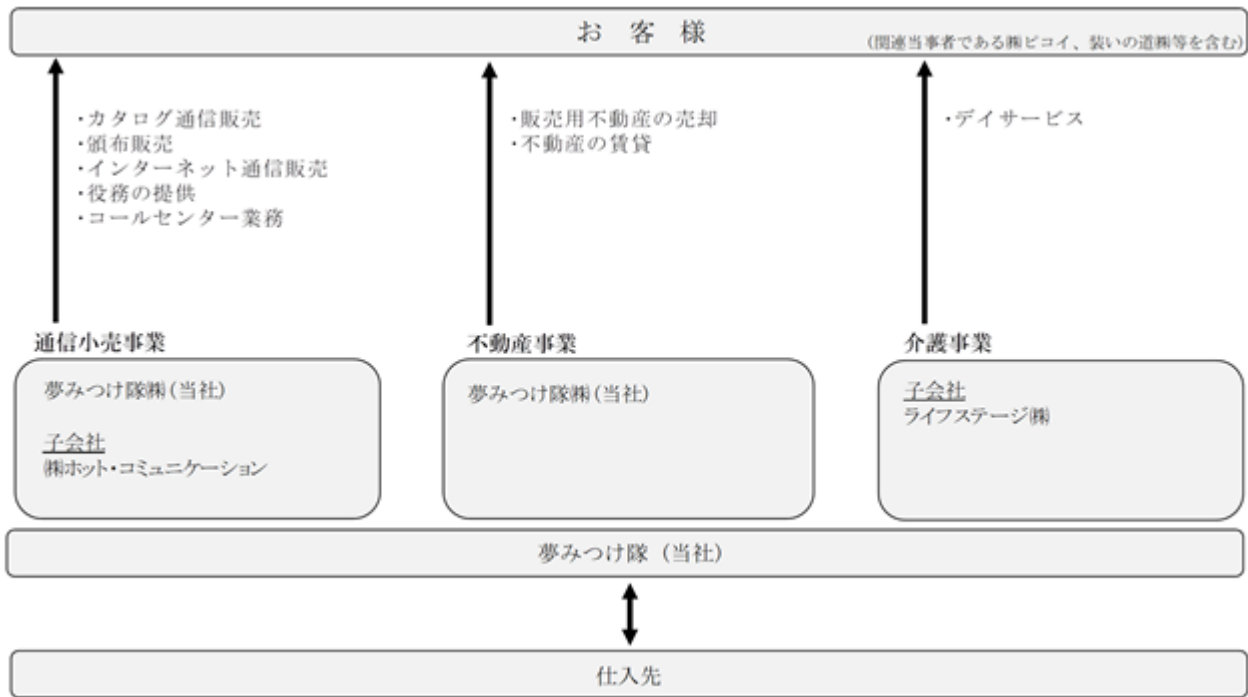 お客様
(関連当事者である㈱ピコイ、装いの道㈱等を含む)
・カタログ通信販売
・頒布販売
・インターネット通信販売
・役務の提供
・コールセンター業務
・販売用不動産の売却
・不動産の賃貸
・デイサービス
通信小売事業
夢みつけ隊㈱(当社)
子会社
㈱ホット・コミュニケーション
不動産事業
夢みつけ隊㈱(当社)
介護事業
子会社
ライフステージ㈱
夢みつけ隊（当社）
仕入先